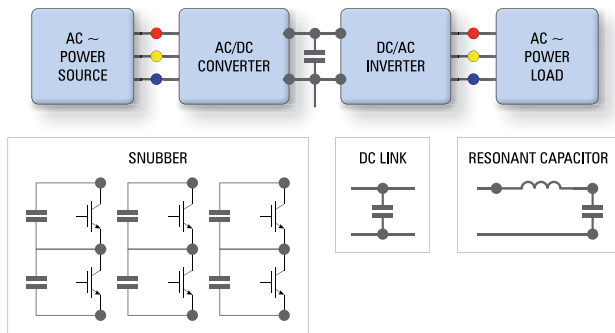 AC ~
POWER
SOURCE
AC/DC
CONVERTER
DC/AC
INVERTER
AC ~
POWER
LOAD
SNUBBER
DC LINK
RESONANT CAPACITOR